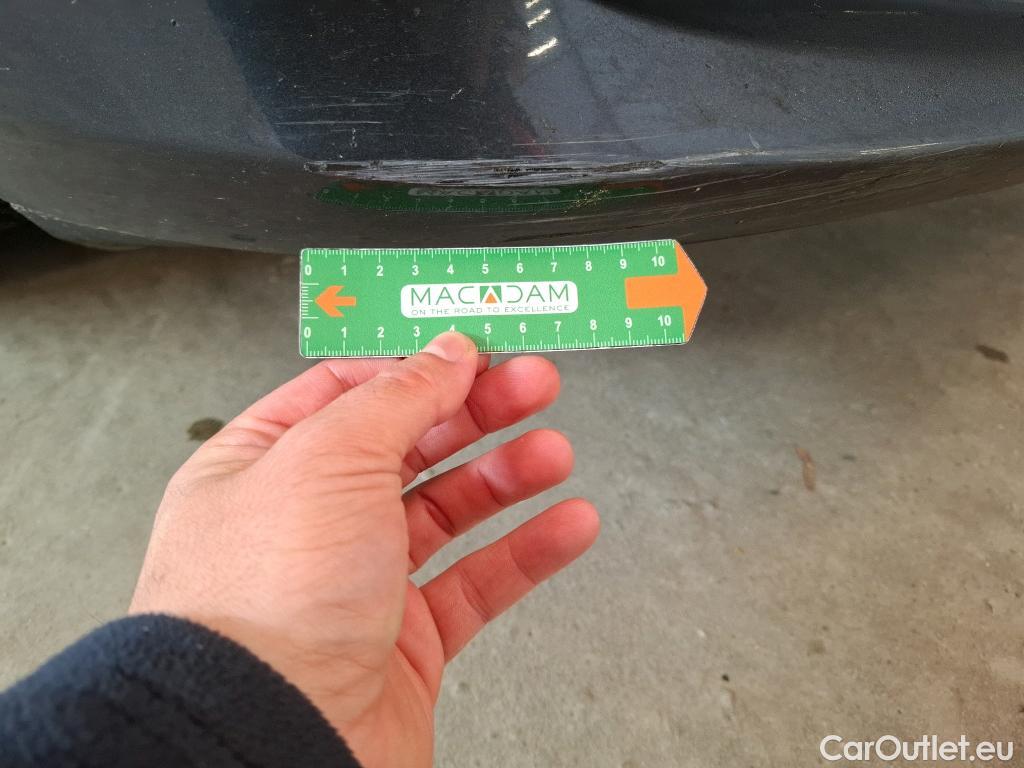 0 1 2 3 4 5 6 7 8 9 10
MACADAM
ON THE ROAD TO EXCELLENCE
0 1 2 3 4 5 6 7 8 9 10
CarOutlet.eu